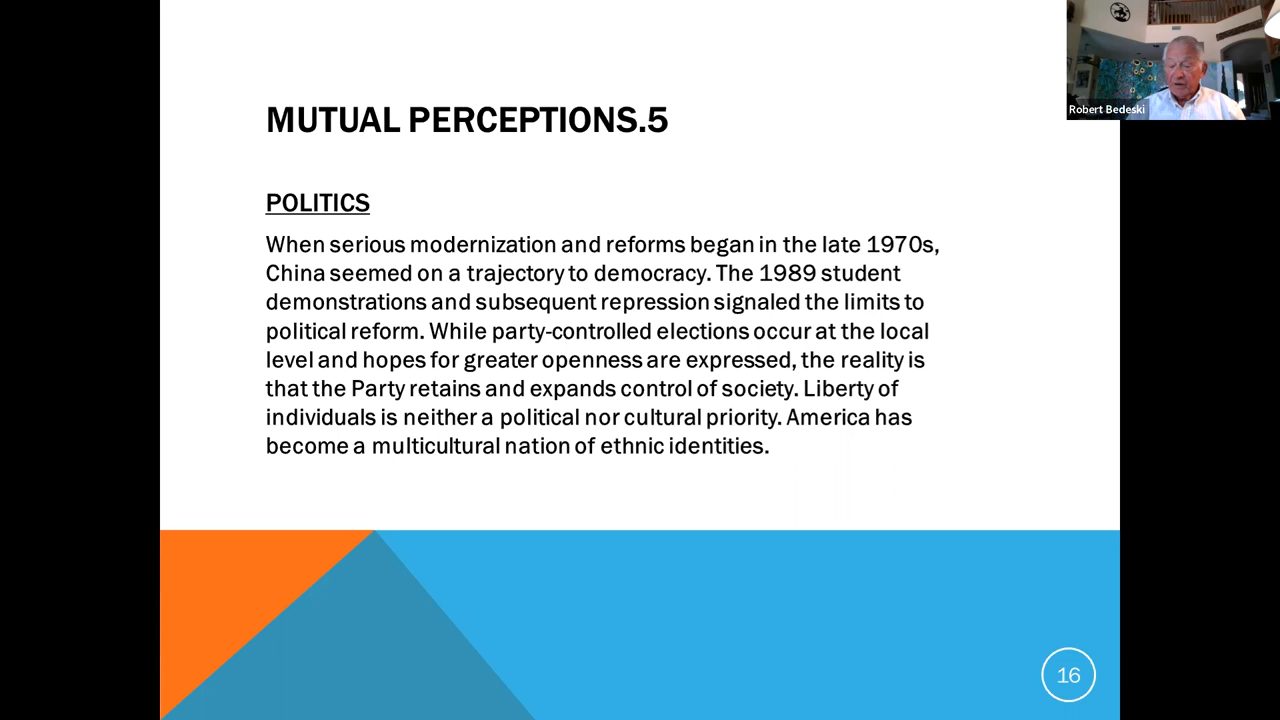 MUTUAL PERCEPTIONS.5
Robert Bedeski
POLITICS
When serious modernization and reforms began in the late 1970s,
China seemed on a trajectory to democracy. The 1989 student
demonstrations and subsequent repression signaled the limits to
political reform. While party-controlled elections occur at the local
level and hopes for greater openness are expressed, the reality is
that the Party retains and expands control of society. Liberty of
individuals is neither a political nor cultural priority. America has
become a multicultural nation of ethnic identities.
16